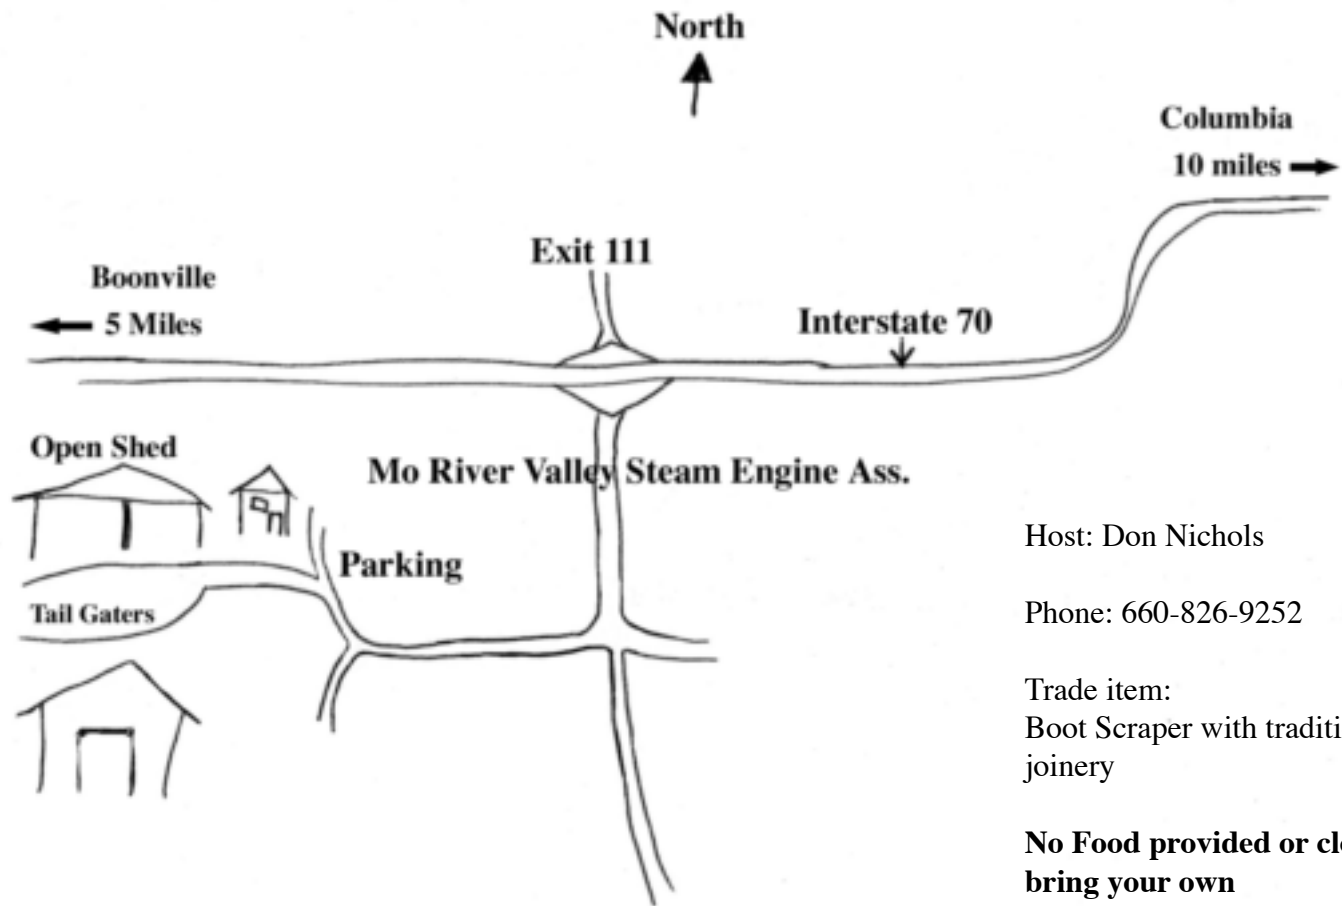 North
Columbia
10 miles
Exit 111
Boonville
5 Miles
Interstate 70
Open Shed
Mo River Valley Steam Engine Ass.
Parking
Tail Gaters
Host: Don Nichols
Phone: 660-826-9252
Trade item:
Boot Scraper with
joinery
No Food provided or
bring your own